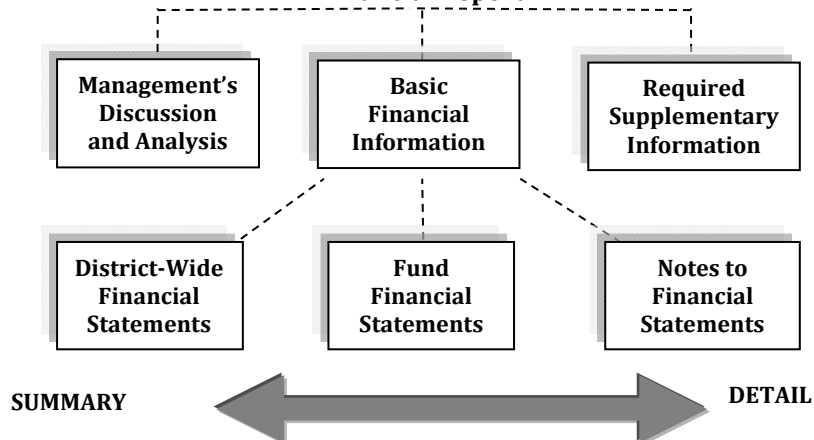 Management's
Discussion
and Analysis
Basic
Financial
Information
Required
Supplementary
Information
District-Wide
Financial
Statements
Fund
Financial
Statements
Notes to
Financial
Statements
SUMMARY
DETAIL